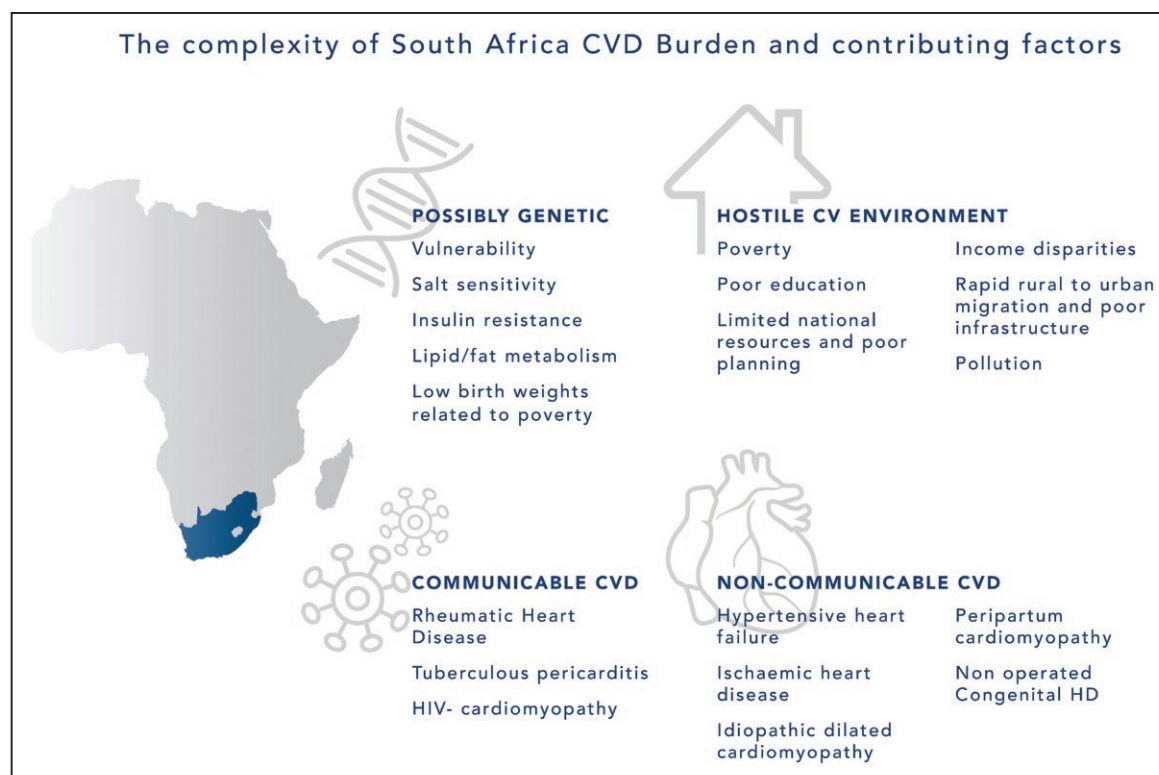 The complexity of South Africa CVD Burden and contributing factors
POSSIBLY GENETIC
Vulnerability
Salt sensitivity
Insulin resistance
Lipid/fat metabolism
Low birth weights
related to poverty
HOSTILE CV ENVIRONMENT
Poverty
Poor education
Limited national
resources and poor
planning
Income disparities
Rapid rural to urban
migration and poor
infrastructure
Pollution
COMMUNICABLE CVD
Rheumatic Heart
Disease
Tuberculous pericarditis
HIV- cardiomyopathy
NON-COMMUNICABLE CVD
Hypertensive heart
failure
Ischaemic heart
disease
Idiopathic dilated
cardiomyopathy
Peripartum
cardiomyopathy
Non operated
Congenital HD